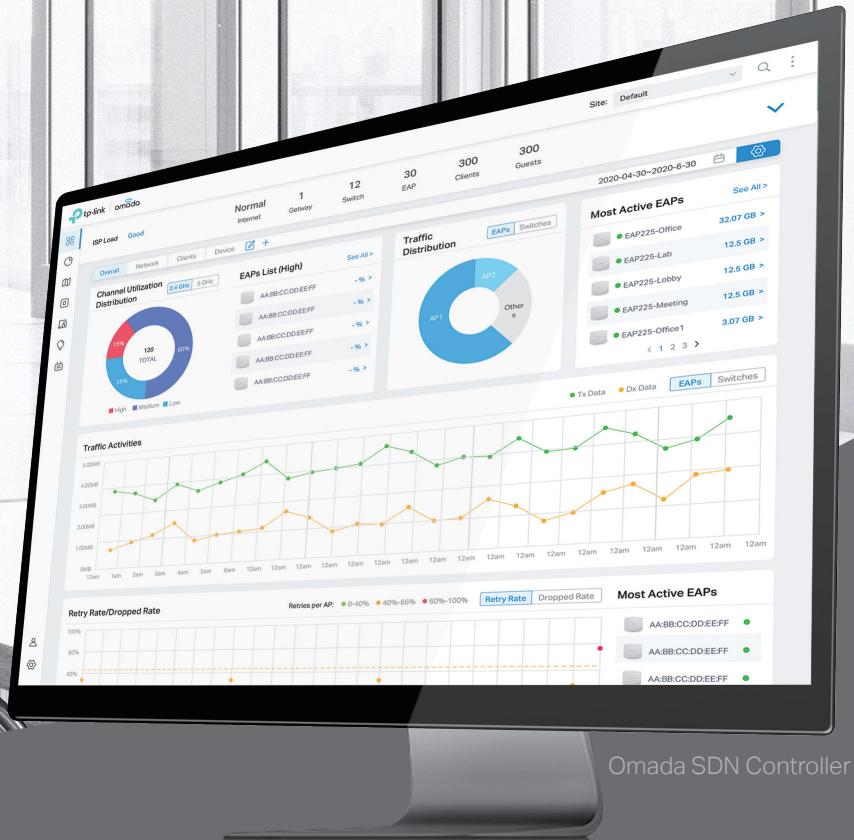 Site: Default
tp-link omada
Normal
Internet
1
Getway
12
Switch
30
EAP
300
Clients
300
Guests
ISP Load Good
2020-04-30~2020-6-30
Overall Network Clients Device
Channel Utilization
Distribution
2.4 GHz 5 GHz
15%
60%
25%
120
TOTAL
High Medium Low
EAPs List (High) See All >
AA:BB:CC:DD:EE:FF - % >
AA:BB:CC:DD:EE:FF - % >
AA:BB:CC:DD:EE:FF - % >
AA:BB:CC:DD:EE:FF - % >
AA:BB:CC:DD:EE:FF - % >
Traffic
Distribution
EAPs Switches
AP2
AP1
Other
s
Most Active EAPs See All >
EAP225-Office 32.07 GB >
EAP225-Lab 12.5 GB >
EAP225-Lobby 12.5 GB >
EAP225-Meeting 12.5 GB >
EAP225-Office1 3.07 GB >
< 1 2 3 >
Traffic Activities
Tx Data Dx Data EAPs Switches
5.00MB
4.00MB
3.00MB
2.00MB
1.00MB
0MB
12am 1am 2am 3am 4am 5am 6am 12am 12am 12am 12am 12am 12am 12am 12am 12am 12am 12am 12am 12am 12am 12am 12am 12am
Retry Rate/Dropped Rate
Retries per AP: 0-40% 40%-66% 60%-100% Retry Rate Dropped Rate
100%
80%
60%
Most Active EAPs
AA:BB:CC:DD:EE:FF
AA:BB:CC:DD:EE:FF
AA:BB:CC:DD:EE:FF
Omada SDN Controller